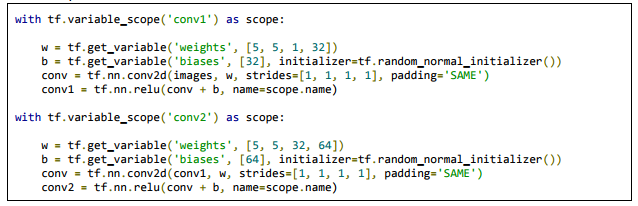 with tf.variable_scope('conv1') as scope:
w = tf.get_variable('weights', [5, 5, 1, 32])
b = tf.get_variable('biases', [32], initializer=tf.random_normal_initializer())
conv = tf.nn.conv2d(images, w, strides=[1, 1, 1, 1], padding='SAME')
conv1 = tf.nn.relu(conv + b, name=scope.name)
with tf.variable_scope('conv2') as scope:
w = tf.get_variable('weights', [5, 5, 32, 64])
b = tf.get_variable('biases', [64], initializer=tf.random_normal_initializer())
conv = tf.nn.conv2d(conv1, w, strides=[1, 1, 1, 1], padding='SAME')
conv2 = tf.nn.relu(conv + b, name=scope.name)